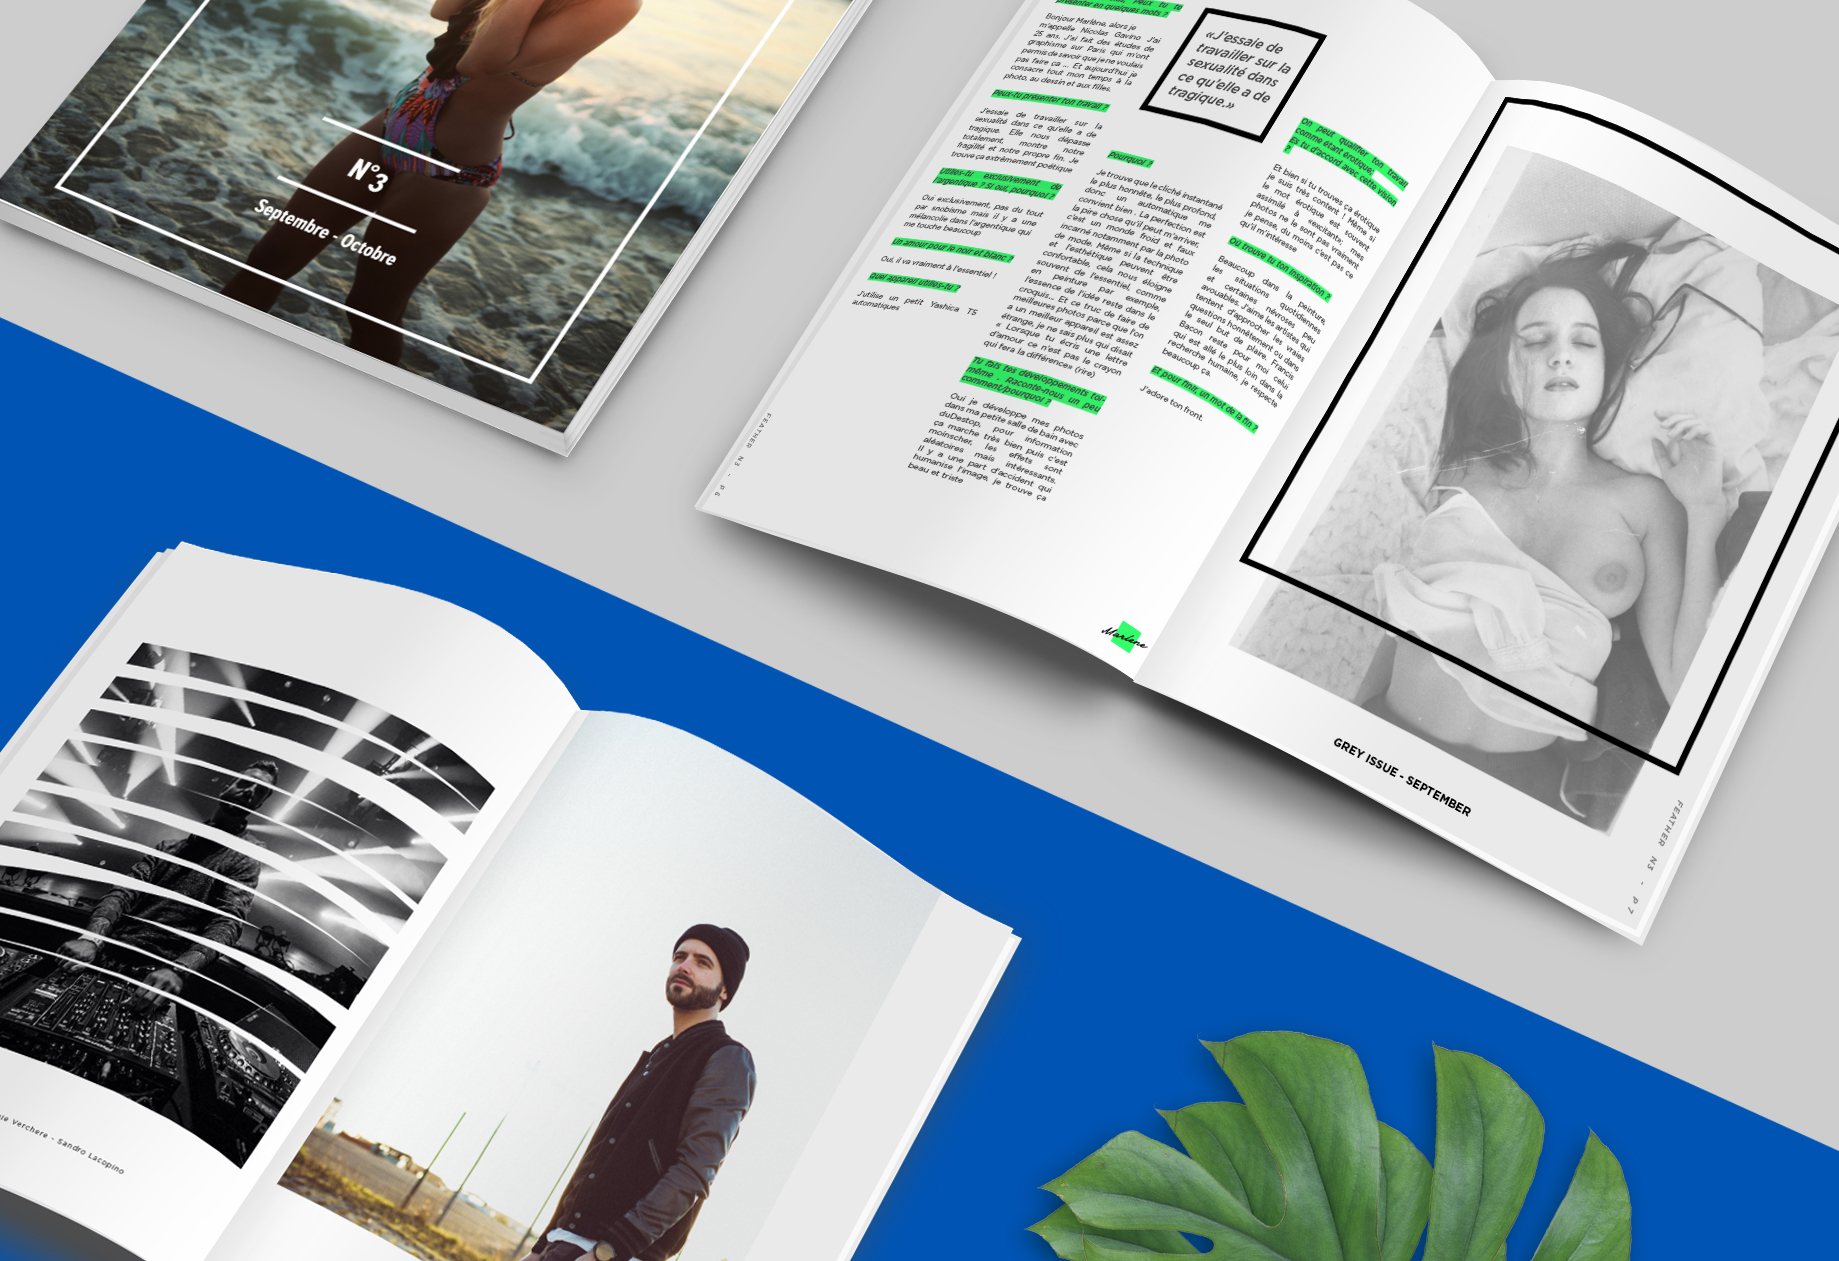 N°3
Septembre - Octobre
présenter en quelques mots ?
Bonjour Marlène, alors je
m'appelle Nicolas Gavino J'ai
25 ans, J'ai fait des études de
graphisme sur Paris qui m'ont
permis de savoir que je ne voulais
pas faire ça ... Et aujourd'hui je
consacre tout mon temps à la
photo, au dessin et aux filles.
Peux-tu présenter ton travail ?
J'essaie de travailler sur la
sexualité dans ce qu'elle a de
tragique. Elle nous dépasse
totalement, montre notre
fragilité et notre propre fin. Je
trouve ça extrêmement poétique
Utilises-tu exclusivement de
l'argentique ? Si oui, pourquoi ?
Oui exclusivement, pas du tout
par snobisme mais il y a une
mélancolie dans l'argentique qui
me touche beaucoup
Un amour pour le noir et blanc ?
Oui, il va vraiment à l'essentiel !
quel appareil utilises-tu ?
J'utilise un petit Yashica T5
automatiques
«J'essaie de
travailler sur la
sexualité dans
ce qu'elle a de
tragique.»
Pourquoi ?
Je trouve que le cliché instantané
le plus honnête, le plus profond,
donc un automatique me
convient bien . La perfection est
la pire chose qu'il peut m'arriver,
c'est un monde froid et faux
incarné notamment par la photo
de mode. Même si la technique
et l'esthétique peuvent être
confortable, cela nous éloigne
souvent de l'essentiel, comme
en peinture par exemple,
l'essence de l'idée reste dans le
croquis... Et ce truc de faire de
meilleures photos parce que l'on
a un meilleur appareil est assez
étrange, je ne sais plus qui disait
« Lorsque tu écris une lettre
d'amour ce n'est pas le crayon
qui fera la différence» (rire)
Tu fais tes développements toi-
même . Raconte-nous un peu
comment/pourquoi ?
Oui je développe mes photos
dans ma petite salle de bain avec
duDestop, pour information
ça marche très bien puis c'est
moinscher, les effets sont
aléatoires mais intéressants.
Il y a une part d'accident qui
humanise l'image, je trouve ça
beau et triste
On peut qualifier ton travail
comme étant érotique,
Es tu d'accord avec cette vision
?
Et bien si tu trouves ça érotique
je suis très content ! Même si
le mot érotique est souvent
assimilé à «excitante; mes
photos ne le sont pas vraiment
je pense, du moins c'est pas ce
qu'il m'intéresse
Ou trouve tu ton inspiration ?
Beaucoup dans la peinture,
les situations quotidiennes
et certaines névroses peu
avouables. J'aime les artistes qui
tentent d'approcher les vraies
questions honnêtement ou dans
le seul but de plaire. Francis
Bacon reste pour moi celui
qui est allé le plus loin dans la
recherche humaine, je respecte
beaucoup ça.
Et pour finir, un mot de la fin ?
J'adore ton front.
FEATHER N3 - P6
Marlène
GREY ISSUE - SEPTEMBER
FEATHER N3 - P7
Verchere - Sandro Lacopino